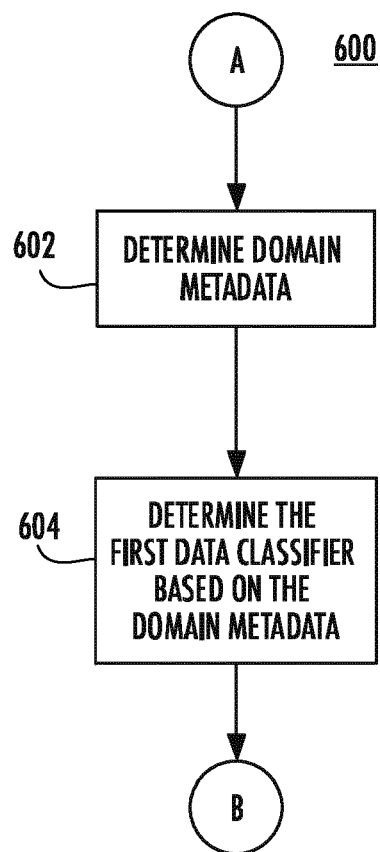 A
600
602
DETERMINE DOMAIN
METADATA
604
DETERMINE THE
FIRST DATA CLASSIFIER
BASED ON THE
DOMAIN METADATA
B